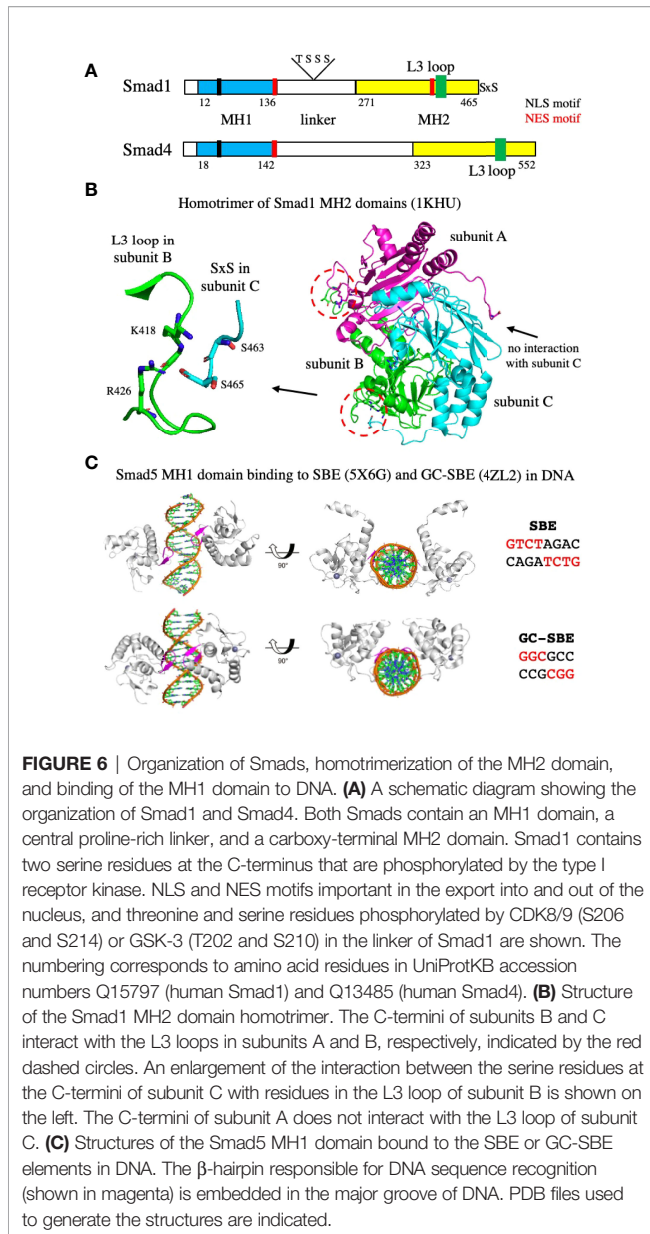 A
T S S S
L3 loop
Smad1
SxS
12 136 271 465
NLS motif
MH1 linker MH2
NES motif
Smad4
18 142 323 552
L3 loop
B
Homotrimer of Smad1 MH2 domains (1KHU)
L3 loop in
subunit B
SxS in
subunit C
K418
S463
S465
R426
subunit A
subunit B
no interaction
with subunit C
subunit C
C
Smad5 MH1 domain binding to SBE (5X6G) and GC-SBE (4ZL2) in DNA
90°
SBE
GTCTAGAC
CAGATCTG
90°
GC-SBE
GGCGCC
CCGCGG
FIGURE 6 | Organization of Smads, homotrimerization of the MH2 domain,
and binding of the MH1 domain to DNA. (A) A schematic diagram showing the
organization of Smad1 and Smad4. Both Smads contain an MH1 domain, a
central proline-rich linker, and a carboxy-terminal MH2 domain. Smad1 contains
two serine residues at the C-terminus that are phosphorylated by the type I
receptor kinase. NLS and NES motifs important in the export into and out of the
nucleus, and threonine and serine residues phosphorylated by CDK8/9 (S206
and S214) or GSK-3 (T202 and S210) in the linker of Smad1 are shown. The
numbering corresponds to amino acid residues in UniProtKB accession
numbers Q15797 (human Smad1) and Q13485 (human Smad4). (B) Structure
of the Smad1 MH2 domain homotrimer. The C-termini of subunits B and C
interact with the L3 loops in subunits A and B, respectively, indicated by the red
dashed circles. An enlargement of the interaction between the serine residues at
the C-termini of subunit C with residues in the L3 loop of subunit B is shown on
the left. The C-termini of subunit A does not interact with the L3 loop of subunit
C. (C) Structures of the Smad5 MH1 domain bound to the SBE or GC-SBE
elements in DNA. The β-hairpin responsible for DNA sequence recognition
(shown in magenta) is embedded in the major groove of DNA. PDB files used
to generate the structures are indicated.